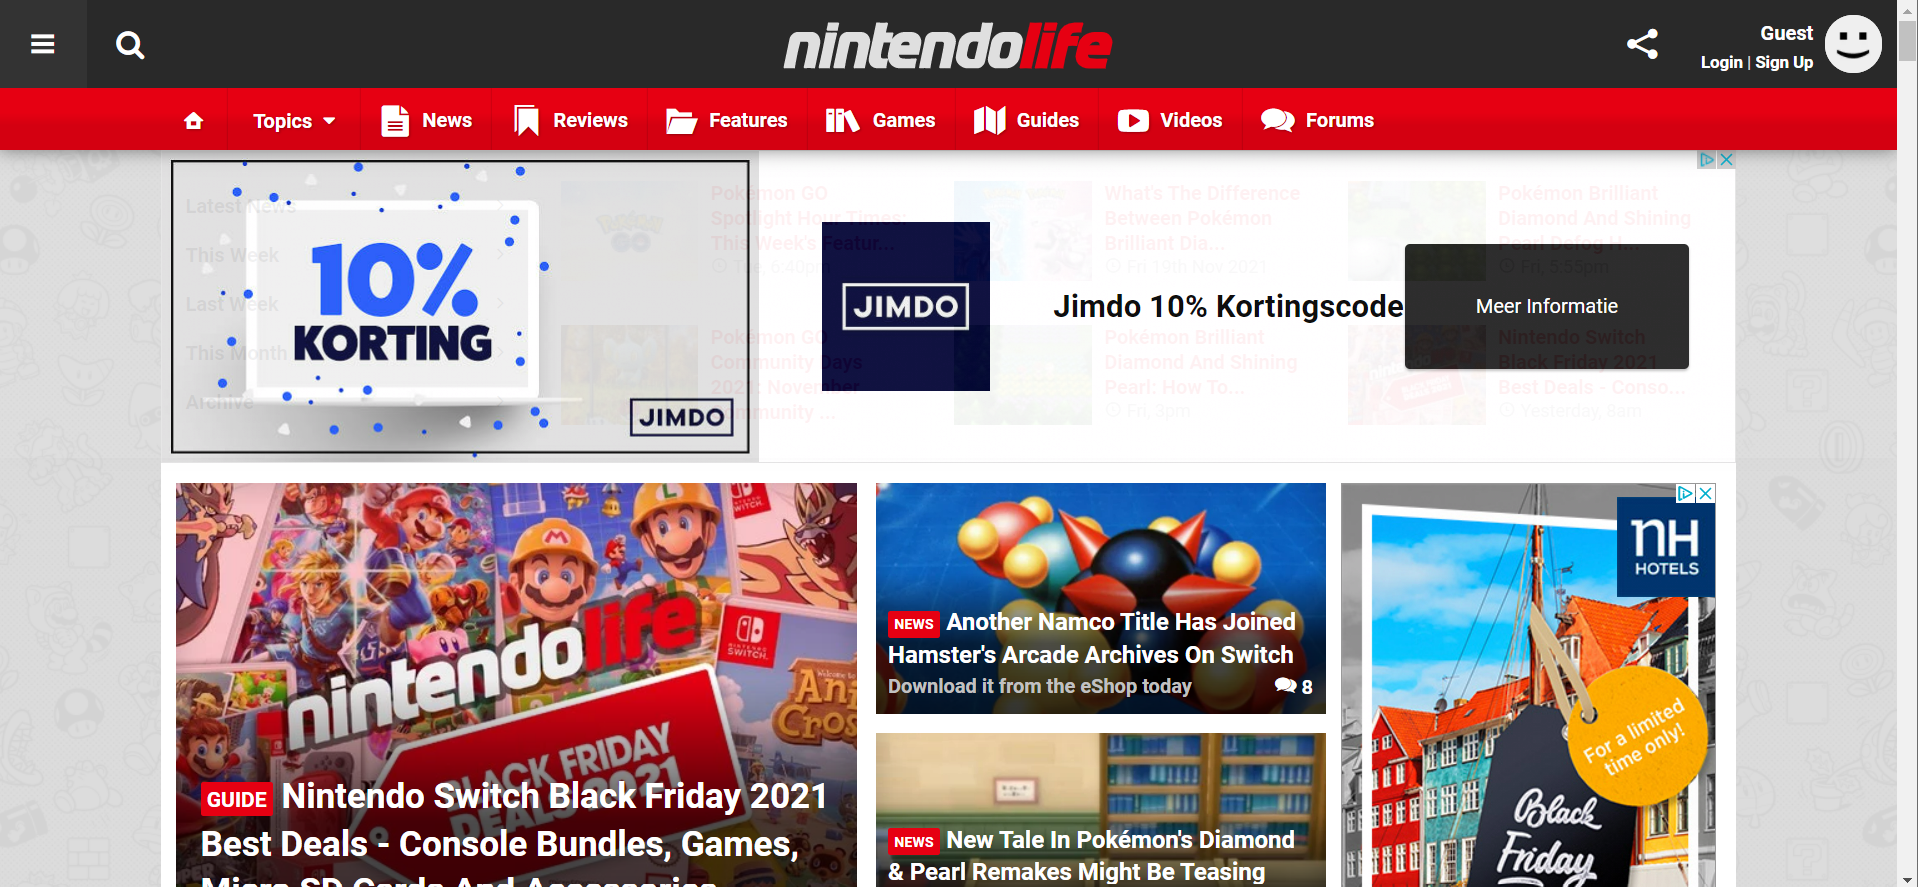 nintendolife
Guest
Login | Sign Up
Topics
News
Reviews
Features
Games
Guides
Videos
Forums
Latest News
This Week
Last Week
This Month
Archive
10%
KORTING
JIMDO
Pokémon GO
Spotlight Hour Times:
This Week's Featur...
Tue, 6:40pm
What's The Difference
Between Pokémon
Brilliant Dia...
Fri 19th Nov 2021
Pokémon Brilliant
Diamond And Shining
Pearl Defog H...
Fri, 5:55pm
JIMDO
Jimdo 10% Kortingscode
Meer Informatie
Pokémon GO
Community Days
2021: November
Community ...
Pokémon Brilliant
Diamond And Shining
Pearl: How To...
Fri, 3pm
Nintendo Switch
Black Friday 2021
Best Deals - Conso...
Yesterday, 8am
nintendolife
BLACK FRIDAY
DEALS 2021
NINTENDO
SWITCH
GUIDE Nintendo Switch Black Friday 2021
Best Deals - Console Bundles, Games,
Micro SD Cards And Accessories
NEWS Another Namco Title Has Joined
Hamster's Arcade Archives On Switch
Download it from the eShop today
8
NEWS New Tale In Pokémon's Diamond
& Pearl Remakes Might Be Teasing
nH
HOTELS
For a limited
time only!
Black
Friday